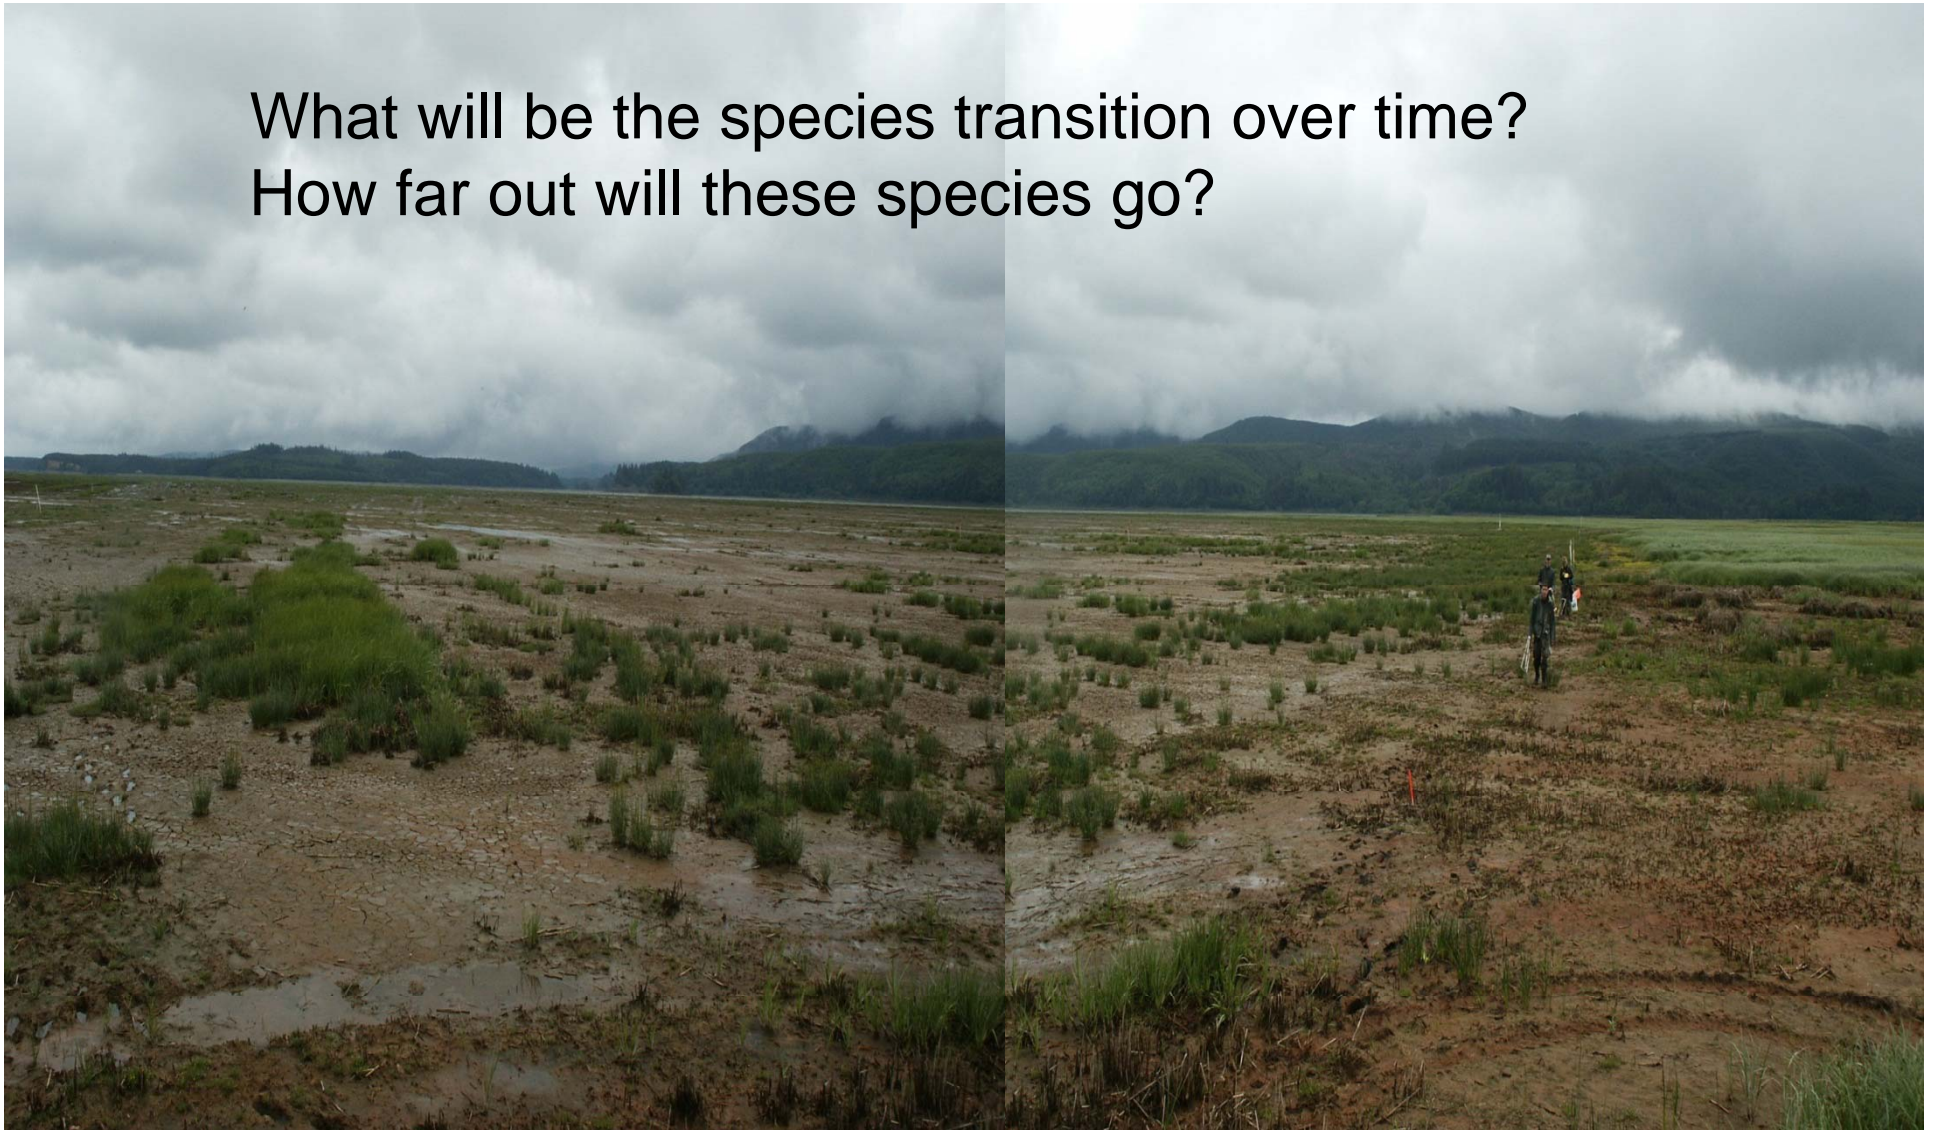 What will be the species transition over time?
How far out will these species go?